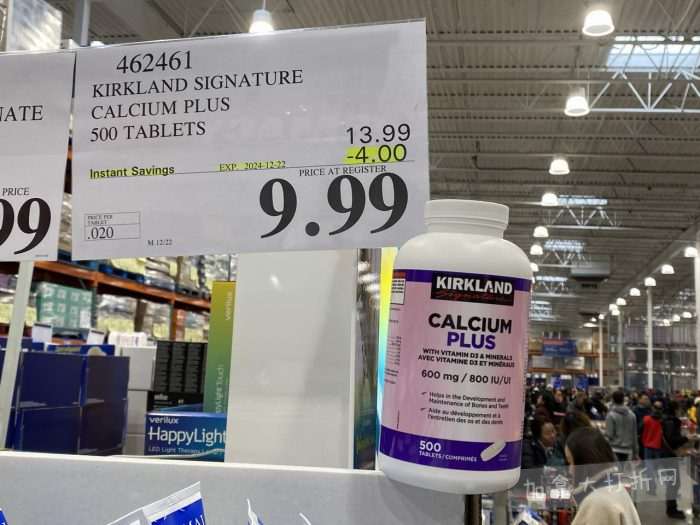 NATE
PRICE
99
462461
KIRKLAND SIGNATURE
CALCIUM PLUS
500 TABLETS
13.99
-4.00
Instant Savings
EXP. 2024-12-22
PRICE AT REGISTER
9.99
PRICE PER
TABLET
.020
M.12/22
KIRKLAND
Signature
CALCIUM
PLUS
WITH VITAMIN D3 & MINERALS
AVEC VITAMINE D3 ET MINÉRAUX
600 mg / 800 IU/UI
Helps in the Development and
Maintenance of Bones and Teeth
Aide au développement et à
l'entretien des os et des dents
500
TABLETS/COMPRIMÉS
verilux
HappyLight
LED Light Therapy
verilux
HappyLight Touch
加拿大打折网